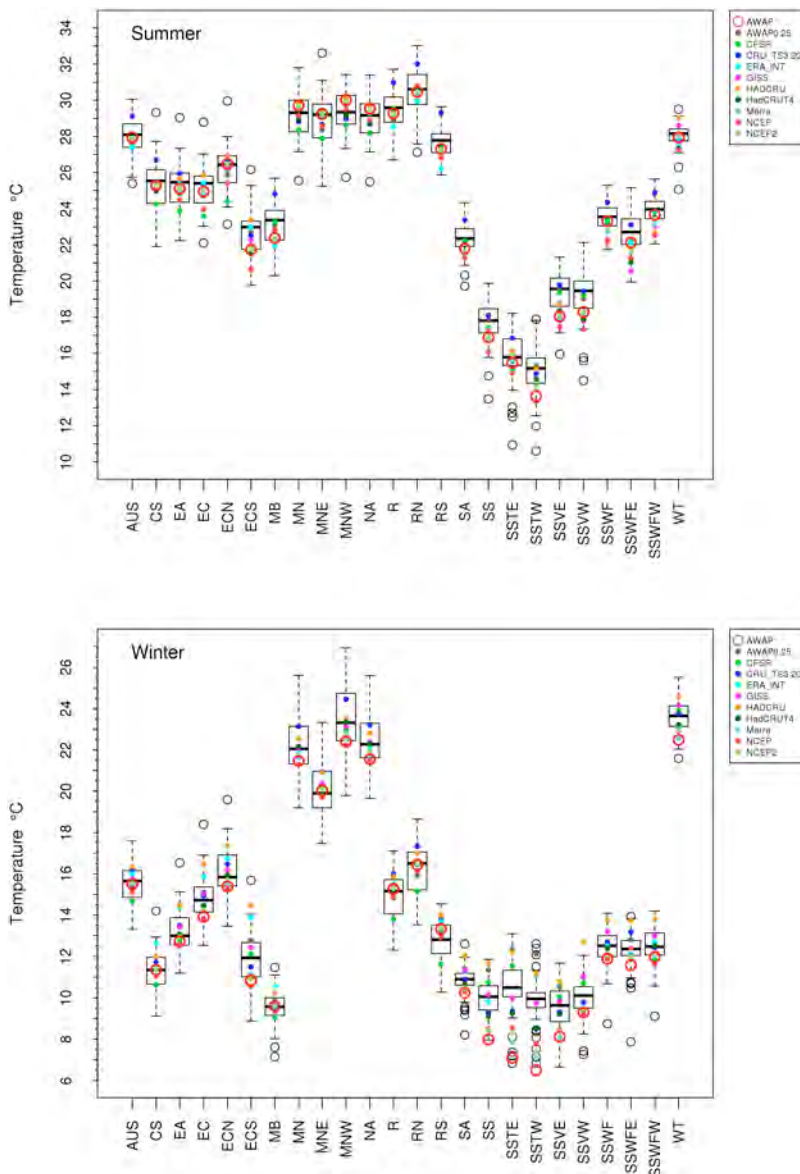 Summer
Temperature °C
34
32
30
28
26
24
22
20
18
16
14
12
10
AUS
CS
EA
EC
ECN
ECS
MB
MN
MNE
MNW
NA
R
RN
RS
SA
SS
SSTE
SSTW
SSVE
SSVW
SSWF
SSWFE
SSWFW
WT
AWAP
AWAP0.25
CFSR
CRU_TS3.20
ERA_INT
GISS
HADCRU
HadCRUT4
Merra
NCEP
NCEP2
Winter
Temperature °C
26
24
22
20
18
16
14
12
10
8
6
AUS
CS
EA
EC
ECN
ECS
MB
MN
MNE
MNW
NA
R
RN
RS
SA
SS
SSTE
SSTW
SSVE
SSVW
SSWF
SSWFE
SSWFW
WT
AWAP
AWAP0.25
CFSR
CRU_TS3.20
ERA_INT
GISS
HADCRU
HadCRUT4
Merra
NCEP
NCEP2